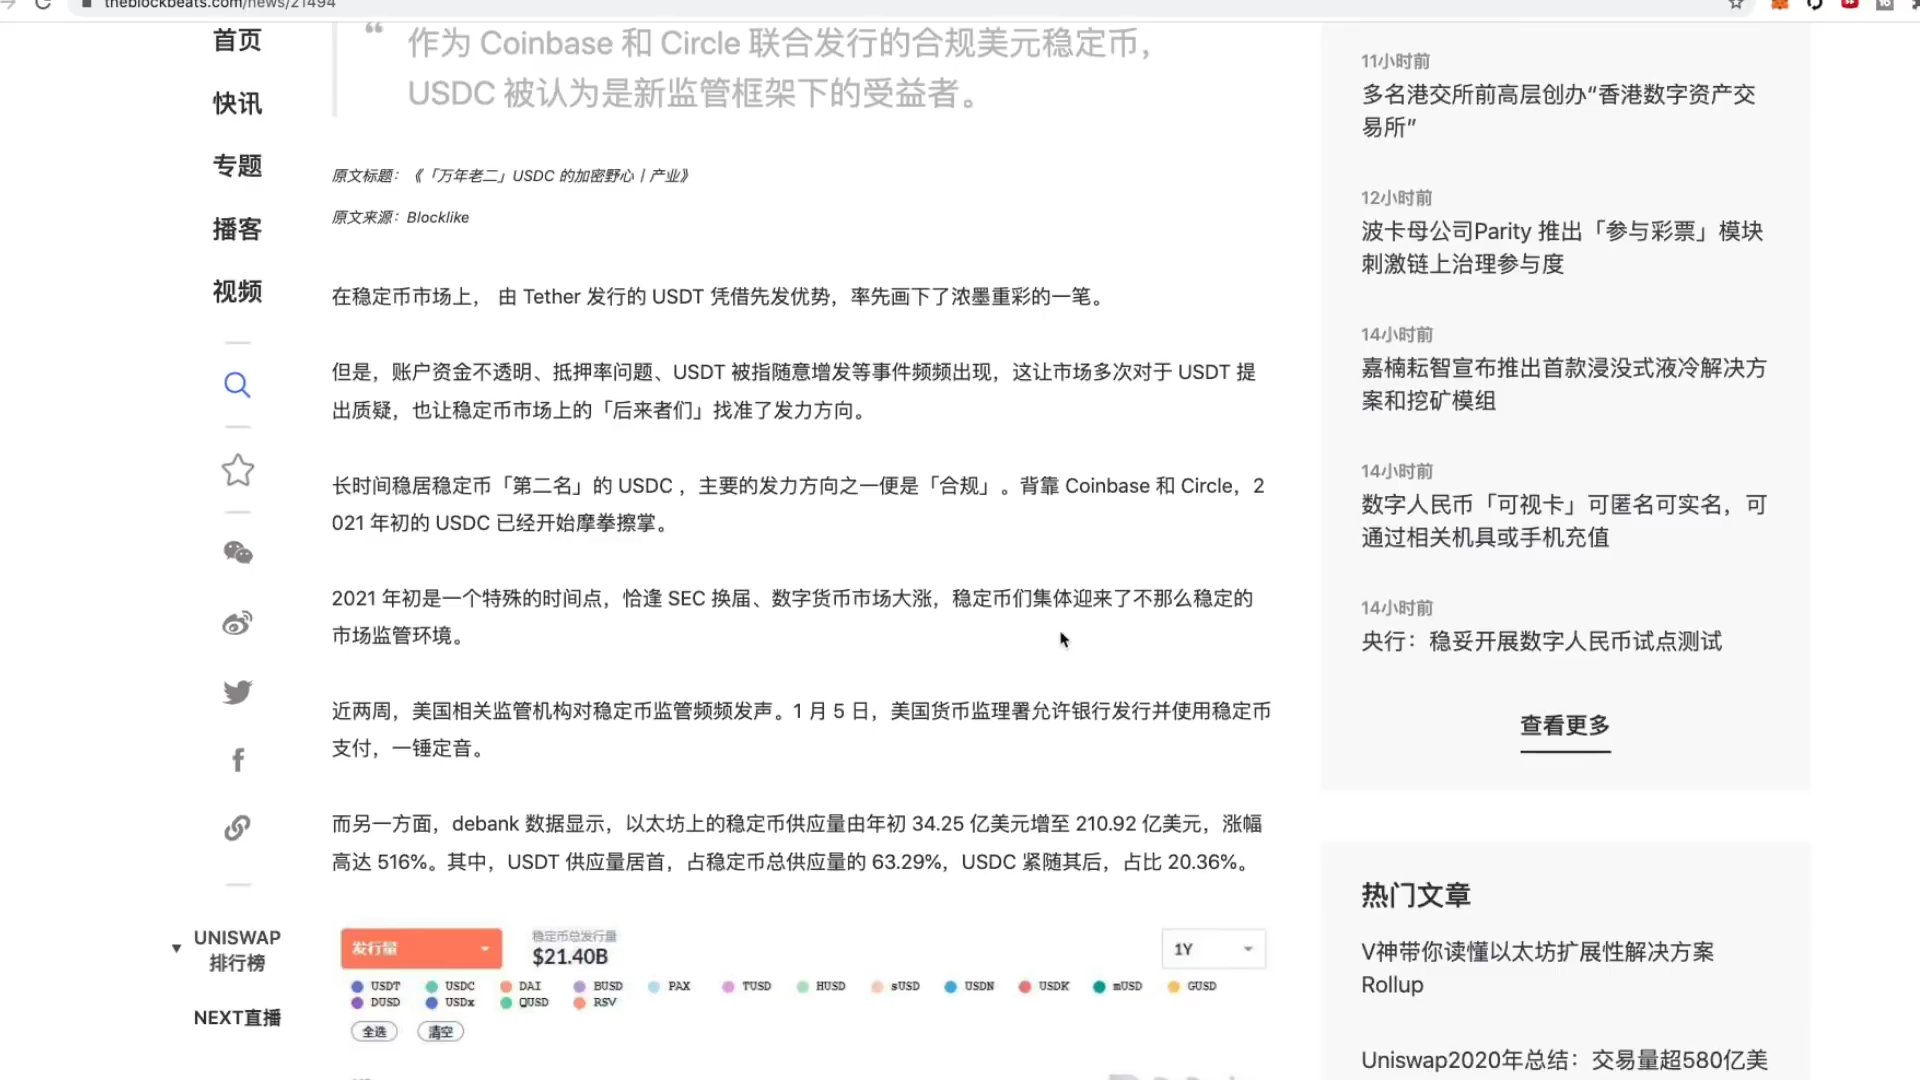 theblockbeats.com/news/21494
首页
快讯
专题
播客
视频
UNISWAP
排行榜
NEXT直播
“ 作为 Coinbase 和 Circle 联合发行的合规美元稳定币，
USDC 被认为是新监管框架下的受益者。
原文标题：《「万年老二」USDC 的加密野心丨产业》
原文来源：Blocklike
在稳定币市场上， 由 Tether 发行的 USDT 凭借先发优势，率先画下了浓墨重彩的一笔。
但是，账户资金不透明、抵押率问题、USDT 被指随意增发等事件频频出现，这让市场多次对于 USDT 提
出质疑，也让稳定币市场上的「后来者们」找准了发力方向。
长时间稳居稳定币「第二名」的 USDC ，主要的发力方向之一便是「合规」。背靠 Coinbase 和 Circle，2
021 年初的 USDC 已经开始摩拳擦掌。
2021 年初是一个特殊的时间点，恰逢 SEC 换届、数字货币市场大涨，稳定币们集体迎来了不那么稳定的
市场监管环境。
近两周，美国相关监管机构对稳定币监管频频发声。1 月 5 日，美国货币监理署允许银行发行并使用稳定币
支付，一锤定音。
而另一方面，debank 数据显示，以太坊上的稳定币供应量由年初 34.25 亿美元增至 210.92 亿美元，涨幅
高达 516%。其中，USDT 供应量居首，占稳定币总供应量的 63.29%，USDC 紧随其后，占比 20.36%。
发行量
稳定币总发行量
$21.40B
1Y
USDT USDC DAI BUSD PAX TUSD HUSD sUSD USDN USDK mUSD GUSD
DUSD USDx QUSD RSV
全选 清空
11小时前
多名港交所前高层创办“香港数字资产交
易所”
12小时前
波卡母公司Parity 推出「参与彩票」模块
刺激链上治理参与度
14小时前
嘉楠耘智宣布推出首款浸没式液冷解决方
案和挖矿模组
14小时前
数字人民币「可视卡」可匿名可实名，可
通过相关机具或手机充值
14小时前
央行：稳妥开展数字人民币试点测试
查看更多
热门文章
V神带你读懂以太坊扩展性解决方案
Rollup
Uniswap2020年总结：交易量超580亿美